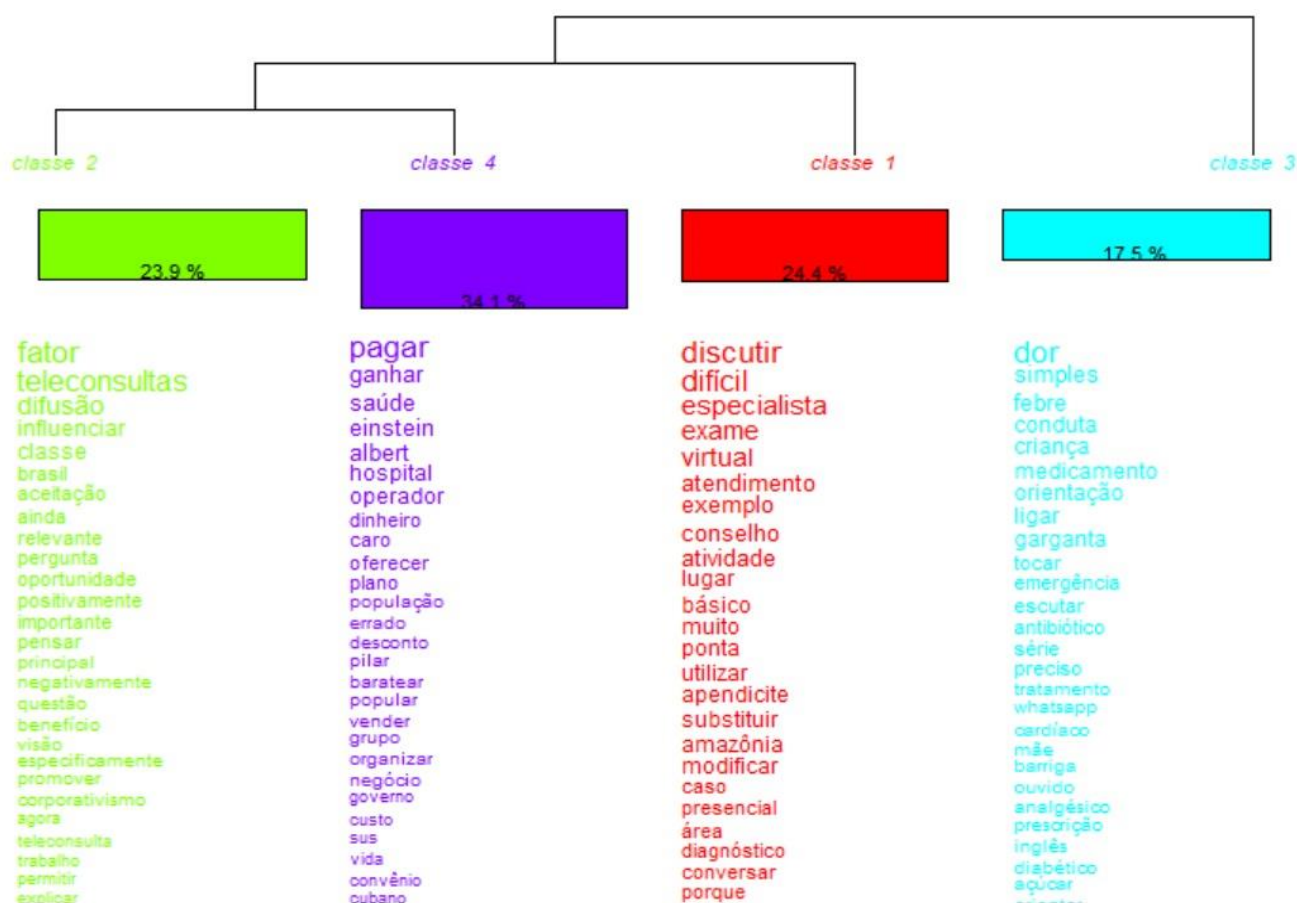 classe 2
classe 4
classe 1
classe 3
23.9 %
34.1 %
24.4 %
17.5 %
fator
teleconsultas
difusão
influenciar
classe
brasil
aceitação
ainda
relevante
pergunta
oportunidade
positivamente
importante
pensar
principal
negativamente
questão
benefício
visão
especificamente
promover
corporativismo
agora
teleconsulta
trabalho
permitir
explicar
pagar
ganhar
saúde
einstein
albert
hospital
operador
dinheiro
caro
oferecer
plano
população
errado
desconto
pilar
baratear
popular
vender
grupo
organizar
negócio
governo
custo
sus
vida
convênio
cubano
discutir
difícil
especialista
exame
virtual
atendimento
exemplo
conselho
atividade
lugar
básico
muito
ponta
utilizar
apendicite
substituir
amazônia
modificar
caso
presencial
área
diagnóstico
conversar
porque
dor
simples
febre
conduta
criança
medicamento
orientação
ligar
garganta
tocar
emergência
escutar
antibiótico
série
preciso
tratamento
whatsapp
cardíaco
mãe
barriga
ouvido
analgésico
prescrição
inglês
diabético
açúcar